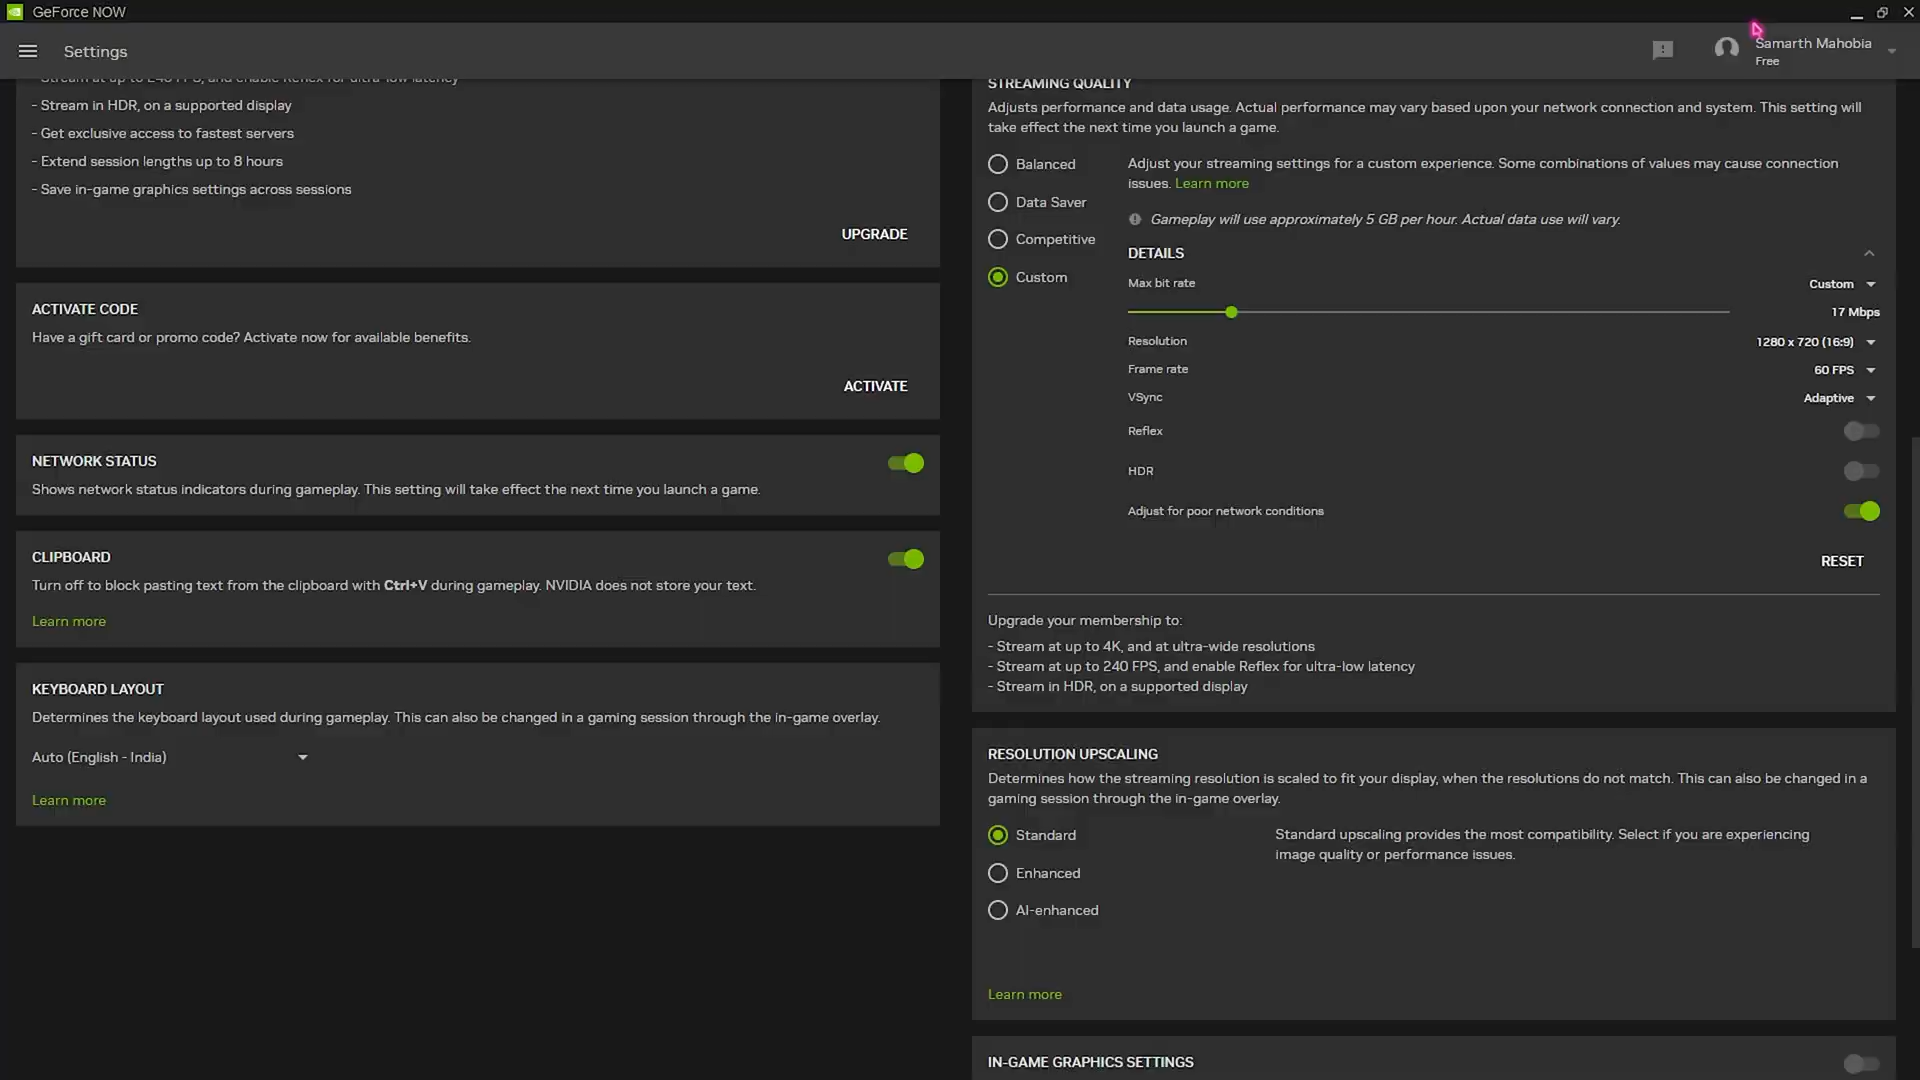 GeForce NOW
Settings
Samarth Mahobia
Free
- Stream at up to 240 FPS, and enable Reflex for ultra-low latency
- Stream in HDR, on a supported display
- Get exclusive access to fastest servers
- Extend session lengths up to 8 hours
- Save in-game graphics settings across sessions
UPGRADE
ACTIVATE CODE
Have a gift card or promo code? Activate now for available benefits.
ACTIVATE
NETWORK STATUS
Shows network status indicators during gameplay. This setting will take effect the next time you launch a game.
CLIPBOARD
Turn off to block pasting text from the clipboard with Ctrl+V during gameplay. NVIDIA does not store your text.
Learn more
KEYBOARD LAYOUT
Determines the keyboard layout used during gameplay. This can also be changed in a gaming session through the in-game overlay.
Auto (English - India)
Learn more
STREAMING QUALITY
Adjusts performance and data usage. Actual performance may vary based upon your network connection and system. This setting will
take effect the next time you launch a game.
Balanced
Data Saver
Competitive
Custom
Adjust your streaming settings for a custom experience. Some combinations of values may cause connection
issues. Learn more
Gameplay will use approximately 5 GB per hour. Actual data use will vary.
DETAILS
Max bit rate
Custom
17 Mbps
Resolution
1280 x 720 (16:9)
Frame rate
60 FPS
VSync
Adaptive
Reflex
HDR
Adjust for poor network conditions
RESET
Upgrade your membership to:
- Stream at up to 4K, and at ultra-wide resolutions
- Stream at up to 240 FPS, and enable Reflex for ultra-low latency
- Stream in HDR, on a supported display
RESOLUTION UPSCALING
Determines how the streaming resolution is scaled to fit your display, when the resolutions do not match. This can also be changed in a
gaming session through the in-game overlay.
Standard
Enhanced
AI-enhanced
Standard upscaling provides the most compatibility. Select if you are experiencing
image quality or performance issues.
Learn more
IN-GAME GRAPHICS SETTINGS